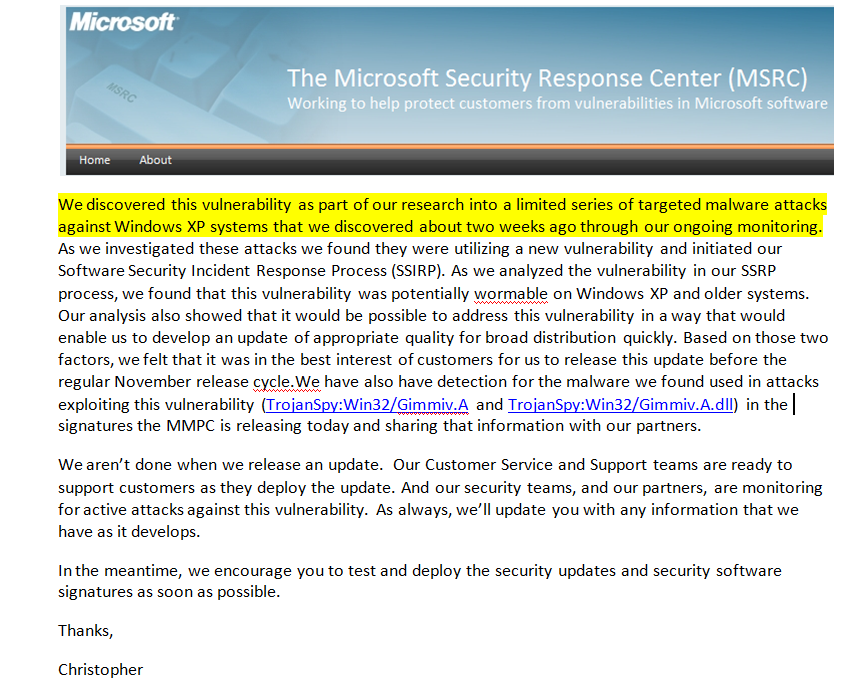 Microsoft
MSRC
The Microsoft Security Response Center (MSRC)
Working to help protect customers from vulnerabilities in Microsoft software
Home About
We discovered this vulnerability as part of our research into a limited series of targeted malware attacks
against Windows XP systems that we discovered about two weeks ago through our ongoing monitoring.
As we investigated these attacks we found they were utilizing a new vulnerability and initiated our
Software Security Incident Response Process (SSIRP). As we analyzed the vulnerability in our SSRP
process, we found that this vulnerability was potentially wormable on Windows XP and older systems.
Our analysis also showed that it would be possible to address this vulnerability in a way that would
enable us to develop an update of appropriate quality for broad distribution quickly. Based on those two
factors, we felt that it was in the best interest of customers for us to release this update before the
regular November release cycle.We have also have detection for the malware we found used in attacks
exploiting this vulnerability (TrojanSpy:Win32/Gimmiv.A and TrojanSpy:Win32/Gimmiv.A.dll) in the
signatures the MMPC is releasing today and sharing that information with our partners.
We aren't done when we release an update. Our Customer Service and Support teams are ready to
support customers as they deploy the update. And our security teams, and our partners, are monitoring
for active attacks against this vulnerability. As always, we'll update you with any information that we
have as it develops.
In the meantime, we encourage you to test and deploy the security updates and security software
signatures as soon as possible.
Thanks,
Christopher